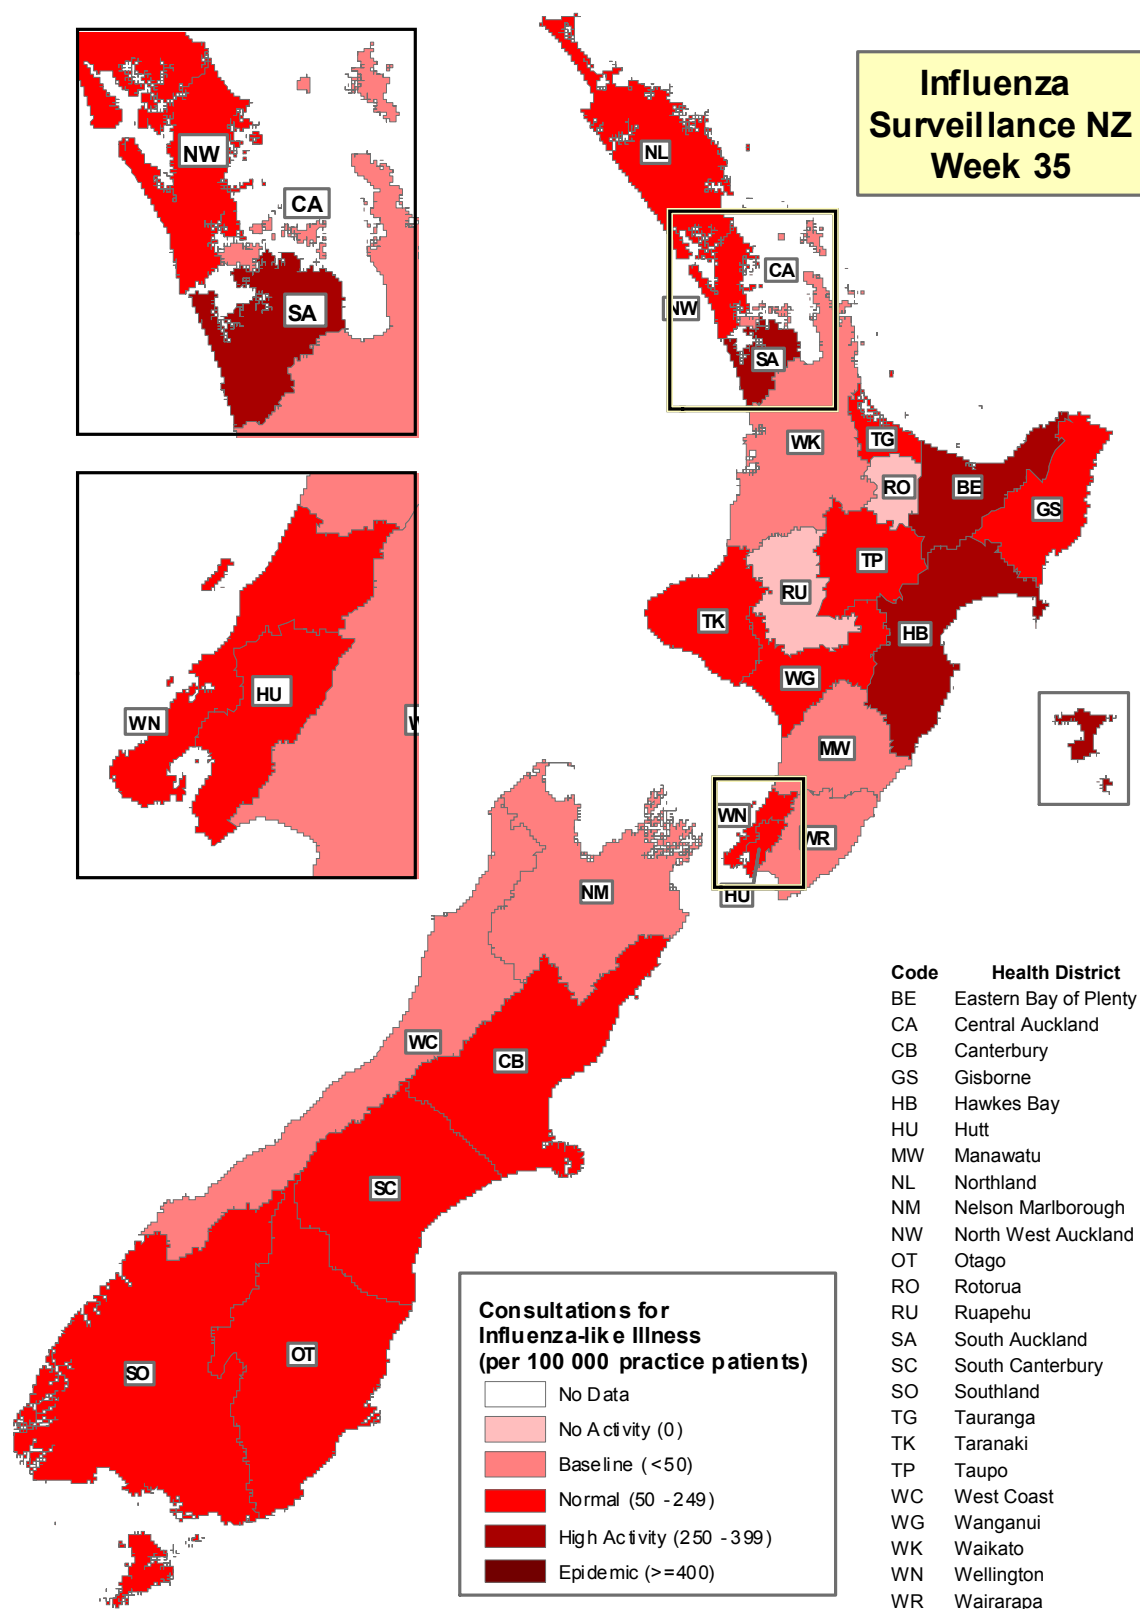 Influenza
Surveillance NZ
Week 35
NW
CA
SA
HU
WN
NL
CA
NW
SA
WK
TG
RO
BE
GS
TP
RU
TK
HB
WG
MW
WN
WR
HU
NM
WC
CB
SC
OT
SO
Consultations for
Influenza-like Illness
(per 100 000 practice patients)
No Data
No Activity (0)
Baseline (<50)
Normal (50 -249)
High Activity (250 -399)
Epidemic (>=400)
Code Health District
BE Eastern Bay of Plenty
CA Central Auckland
CB Canterbury
GS Gisborne
HB Hawkes Bay
HU Hutt
MW Manawatu
NL Northland
NM Nelson Marlborough
NW North West Auckland
OT Otago
RO Rotorua
RU Ruapehu
SA South Auckland
SC South Canterbury
SO Southland
TG Tauranga
TK Taranaki
TP Taupo
WC West Coast
WG Wanganui
WK Waikato
WN Wellington
WR Wairarapa